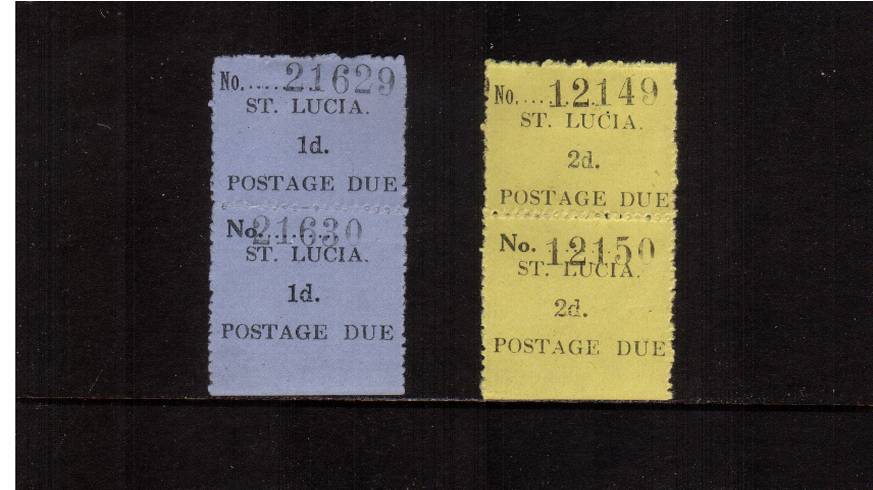 No. 21629
ST. LUCIA.
1d.
POSTAGE DUE
No. 21630
ST. LUCIA.
1d.
POSTAGE DUE
No. 12149
ST. LUCIA.
2d.
POSTAGE DUE
No. 12150
ST. LUCIA.
2d.
POSTAGE DUE